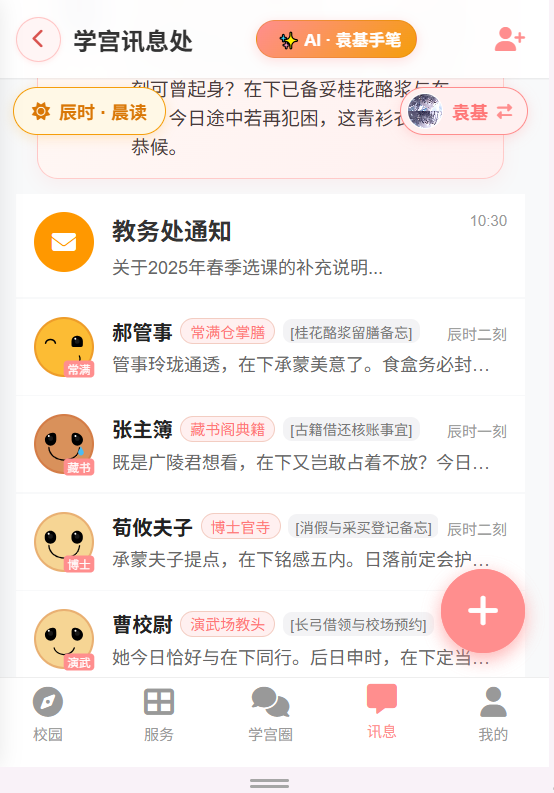 学宫讯息处
AI · 袁基手笔
刻可曾起身？在下已备妥桂花酪浆与
辰时 · 晨读
袁基
今日途中若再犯困，这青衫
恭候。
教务处通知
10:30
关于2025年春季选课的补充说明...
郝管事 常满仓掌膳 [桂花酪浆留膳备忘] 辰时二刻
常满
管事玲珑通透，在下承蒙美意了。食盒务必封…
张主簿 藏书阁典籍 [古籍借还核账事宜] 辰时一刻
藏书
既是广陵君想看，在下又岂敢占着不放？今日…
荀攸夫子 博士官寺 [消假与采买登记备忘] 辰时一刻
博士
承蒙夫子提点，在下铭感五内。日落前定会护…
曹校尉 演武场教头 [长弓借领与校场预约]
演武
她今日恰好与在下同行。后日申时，在下定当…
校园
服务
学宫圈
讯息
我的